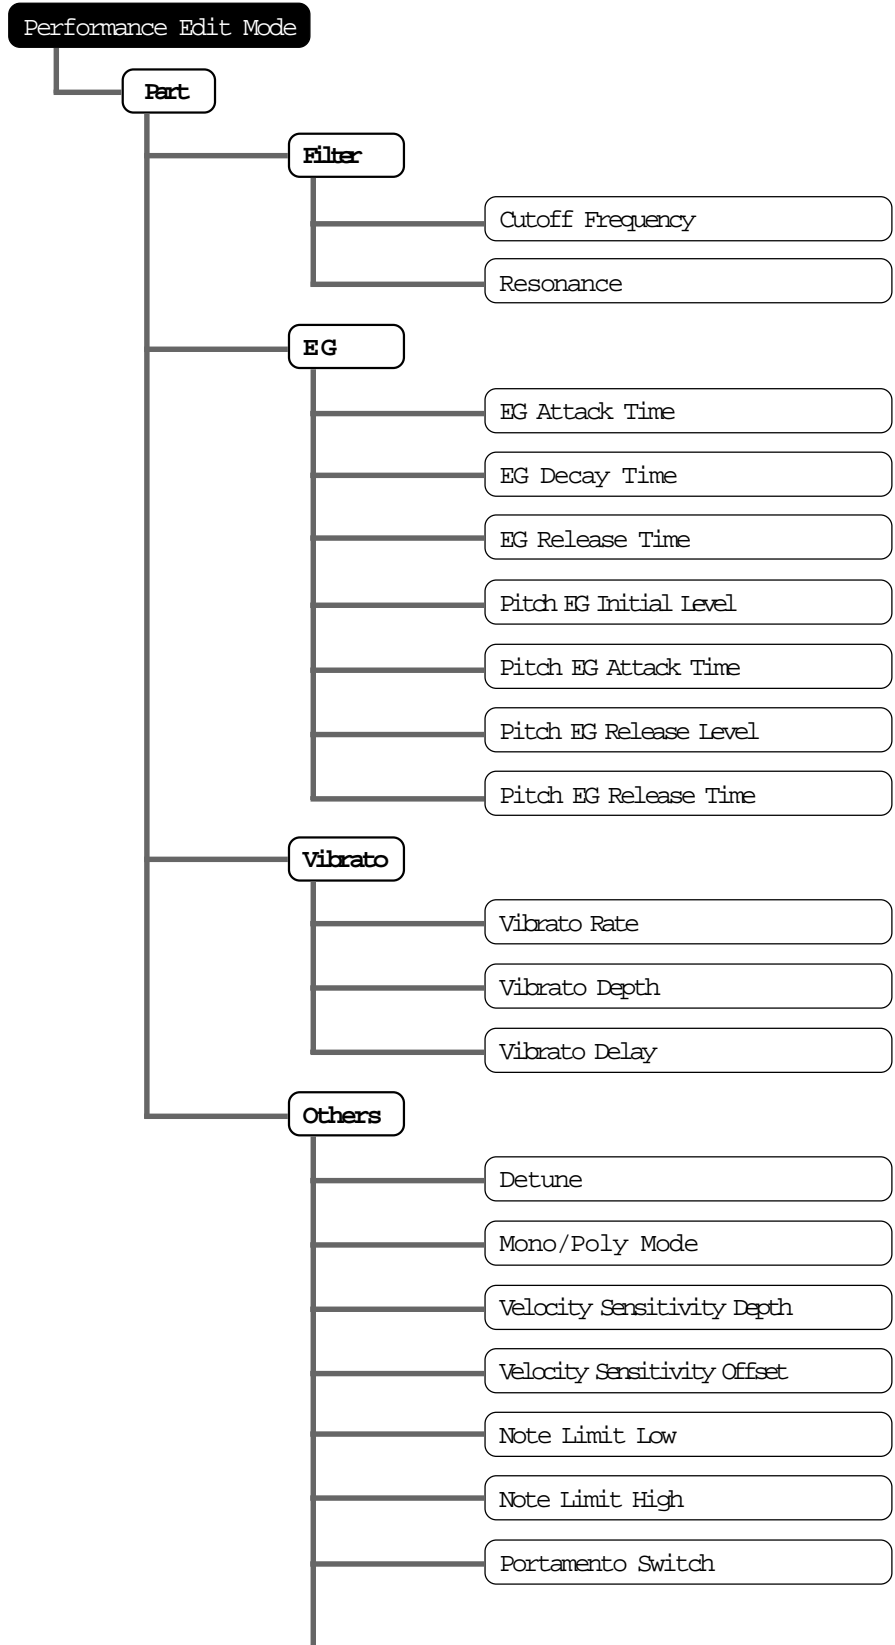 Performance Edit Mode
Part
Filter
Cutoff Frequency
Resonance
EG
EG Attack Time
EG Decay Time
EG Release Time
Pitch EG Initial Level
Pitch EG Attack Time
Pitch EG Release Level
Pitch EG Release Time
Vibrato
Vibrato Rate
Vibrato Depth
Vibrato Delay
Others
Detune
Mono/Poly Mode
Velocity Sensitivity Depth
Velocity Sensitivity Offset
Note Limit Low
Note Limit High
Portamento Switch